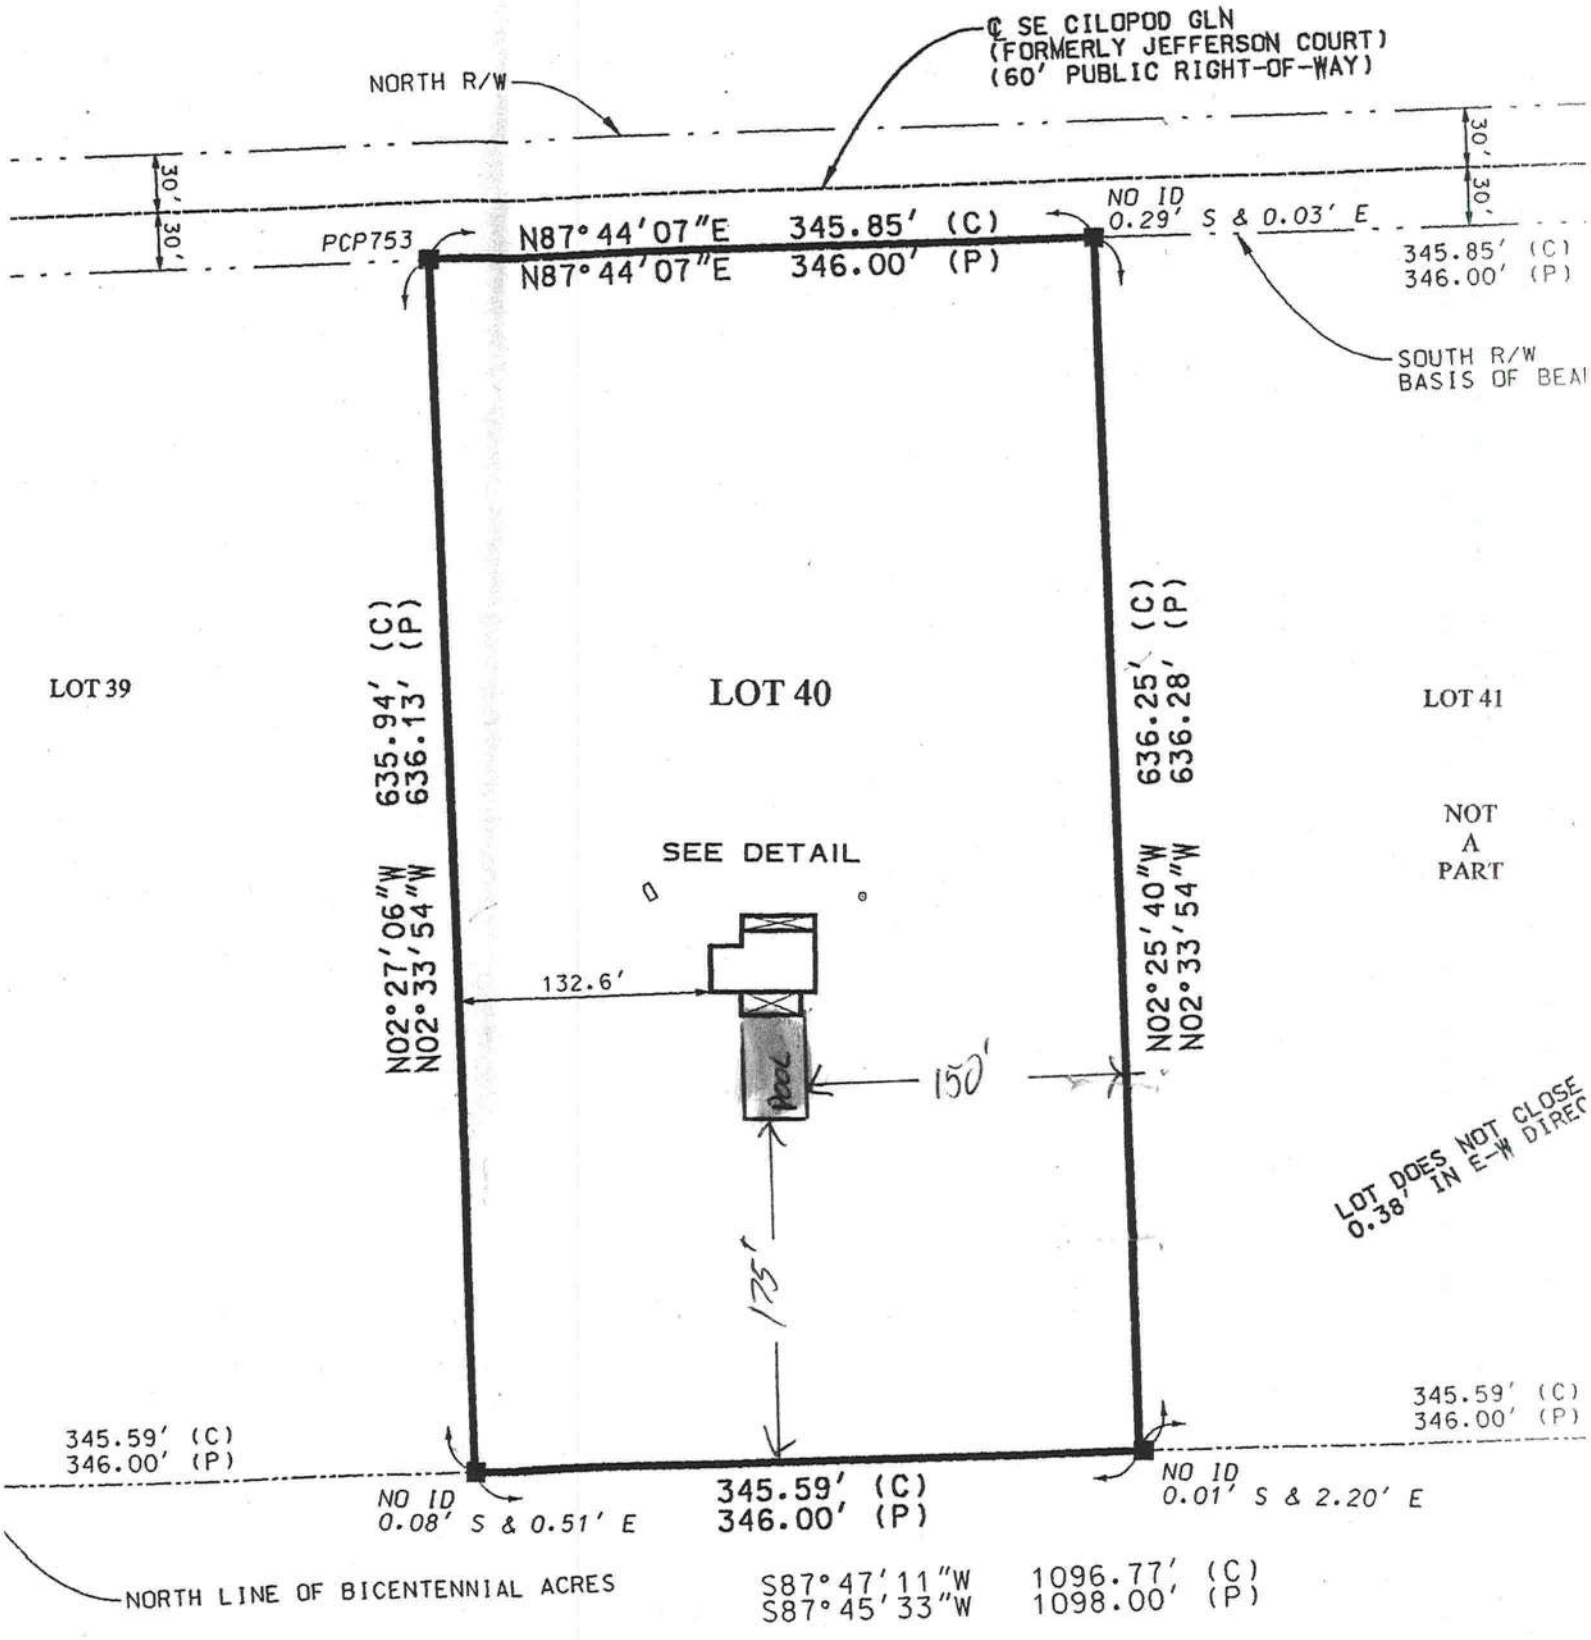 ℄ SE CILOPOD GLN
(FORMERLY JEFFERSON COURT)
(60' PUBLIC RIGHT-OF-WAY)
NORTH R/W
30'
30'
30'
30'
PCP753
NO ID
0.29' S & 0.03' E
N87°44'07"E 345.85' (C)
N87°44'07"E 346.00' (P)
345.85' (C)
346.00' (P)
SOUTH R/W
BASIS OF BEAI
N02°27'06"W 635.94' (C)
N02°33'54"W 636.13' (P)
N02°25'40"W 636.25' (C)
N02°33'54"W 636.28' (P)
LOT 39
LOT 40
LOT 41
NOT
A
PART
SEE DETAIL
132.6'
POOL
150'
175'
LOT DOES NOT CLOSE
0.38' IN E-W DIREC
345.59' (C)
346.00' (P)
345.59' (C)
346.00' (P)
NO ID
0.08' S & 0.51' E
345.59' (C)
346.00' (P)
NO ID
0.01' S & 2.20' E
NORTH LINE OF BICENTENNIAL ACRES
S87°47'11"W 1096.77' (C)
S87°45'33"W 1098.00' (P)